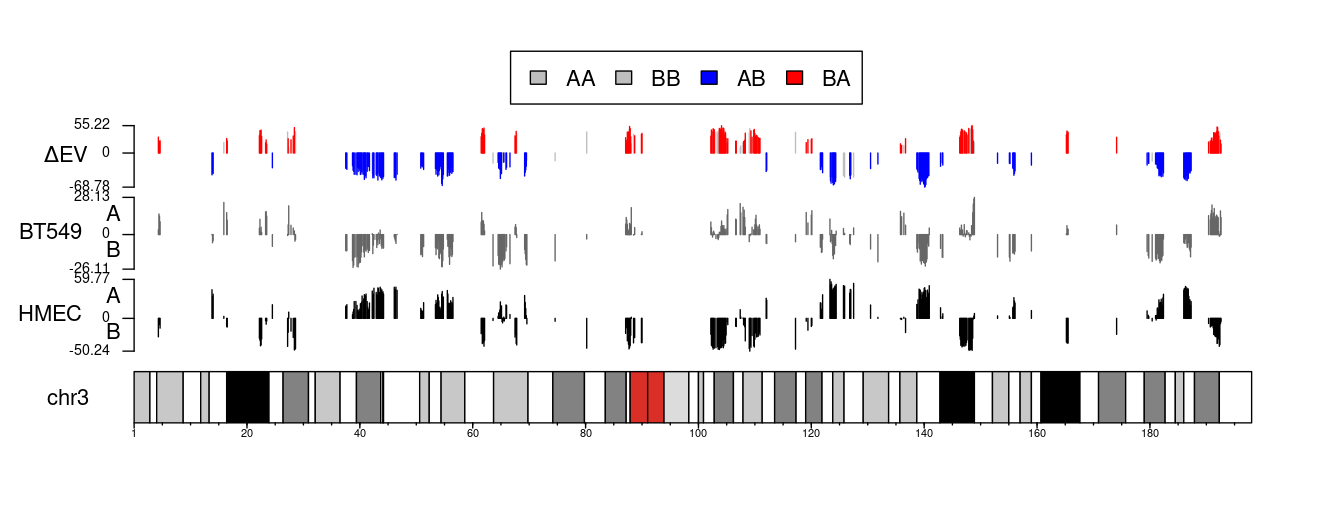 AA BB AB BA
55.22
ΔEV 0
-68.78
28.13
A
BT549 0
B
-26.11
59.77
A
HMEC 0
B
-50.24
chr3
1 20 40 60 80 100 120 140 160 180